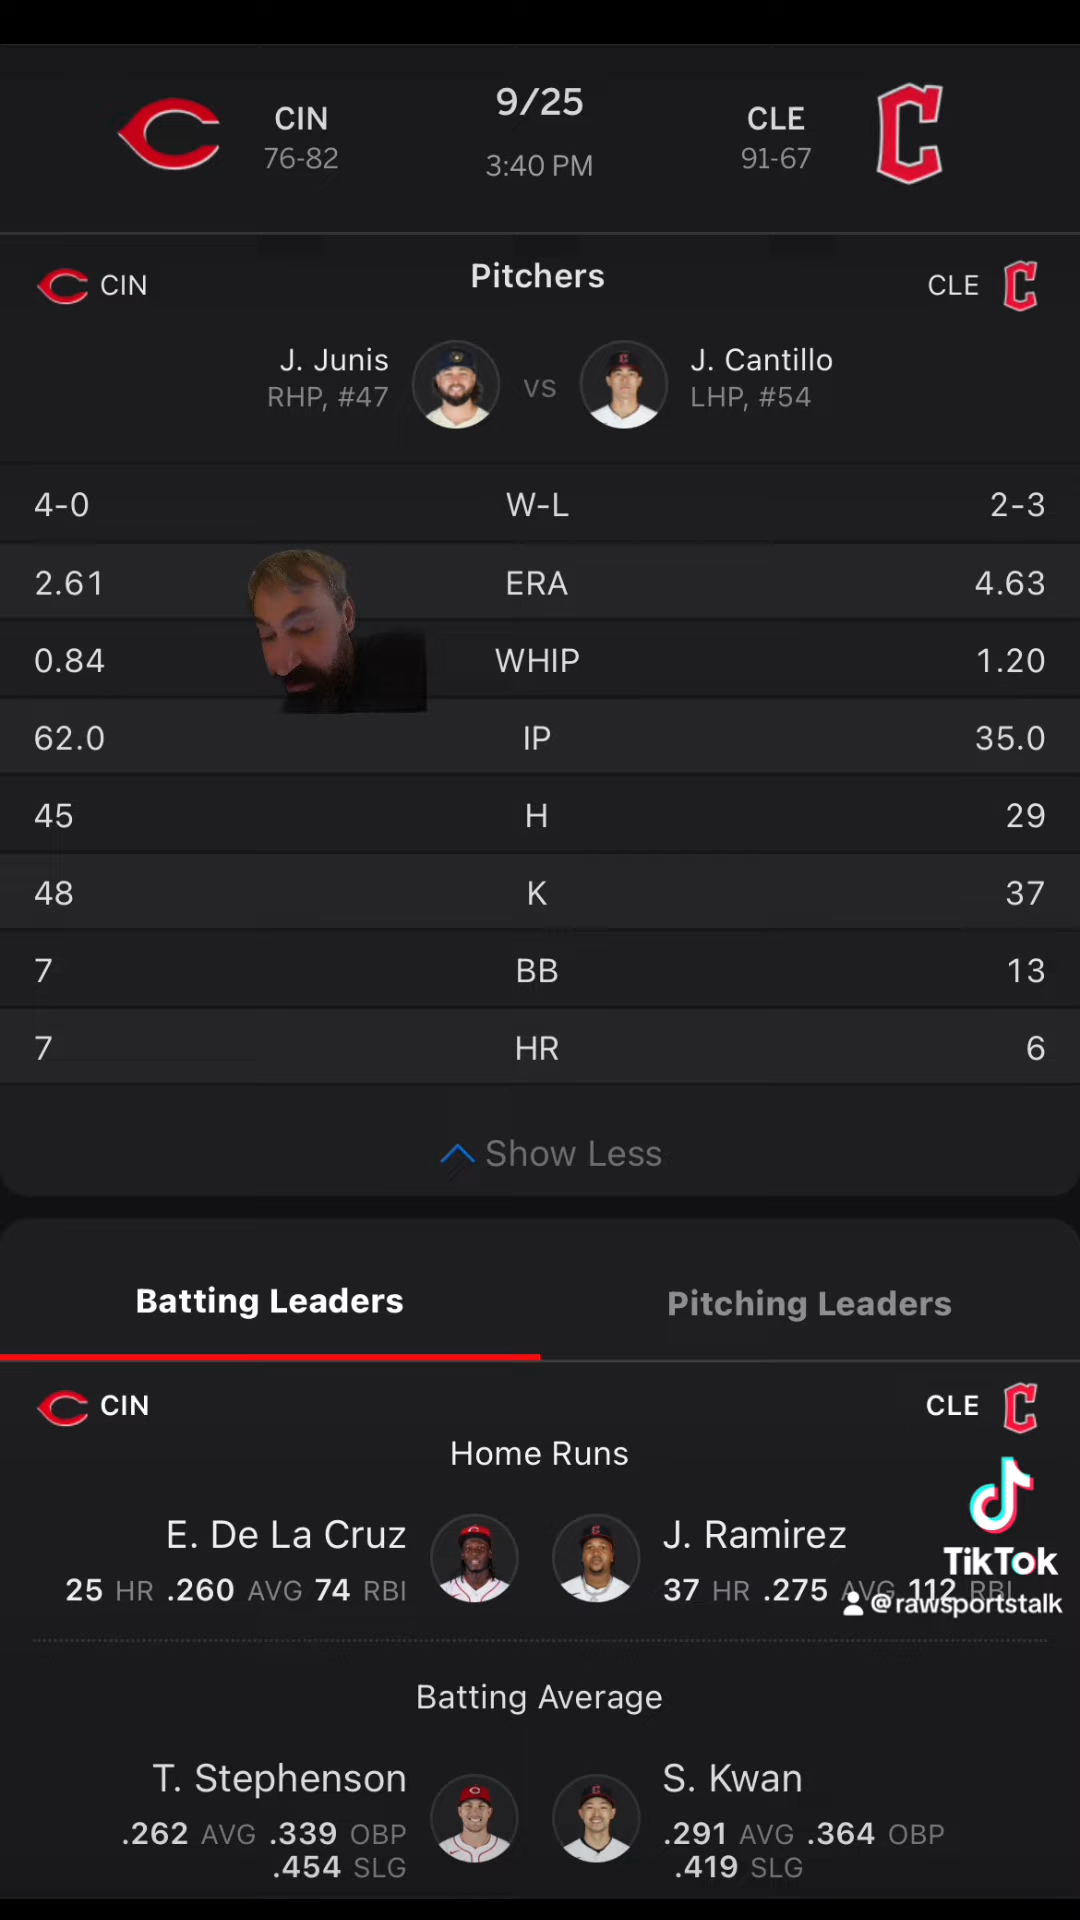 CIN
76-82
9/25
3:40 PM
CLE
91-67
CIN
Pitchers
CLE
J. Junis
RHP, #47
vs
J. Cantillo
LHP, #54
4-0 W-L 2-3
2.61 ERA 4.63
0.84 WHIP 1.20
62.0 IP 35.0
45 H 29
48 K 37
7 BB 13
7 HR 6
Show Less
Batting Leaders
Pitching Leaders
CIN
CLE
Home Runs
E. De La Cruz
25 HR .260 AVG 74 RBI
J. Ramirez
37 HR .275 AVG 112 RBI
TikTok
@rawsportstalk
Batting Average
T. Stephenson
.262 AVG .339 OBP
.454 SLG
S. Kwan
.291 AVG .364 OBP
.419 SLG